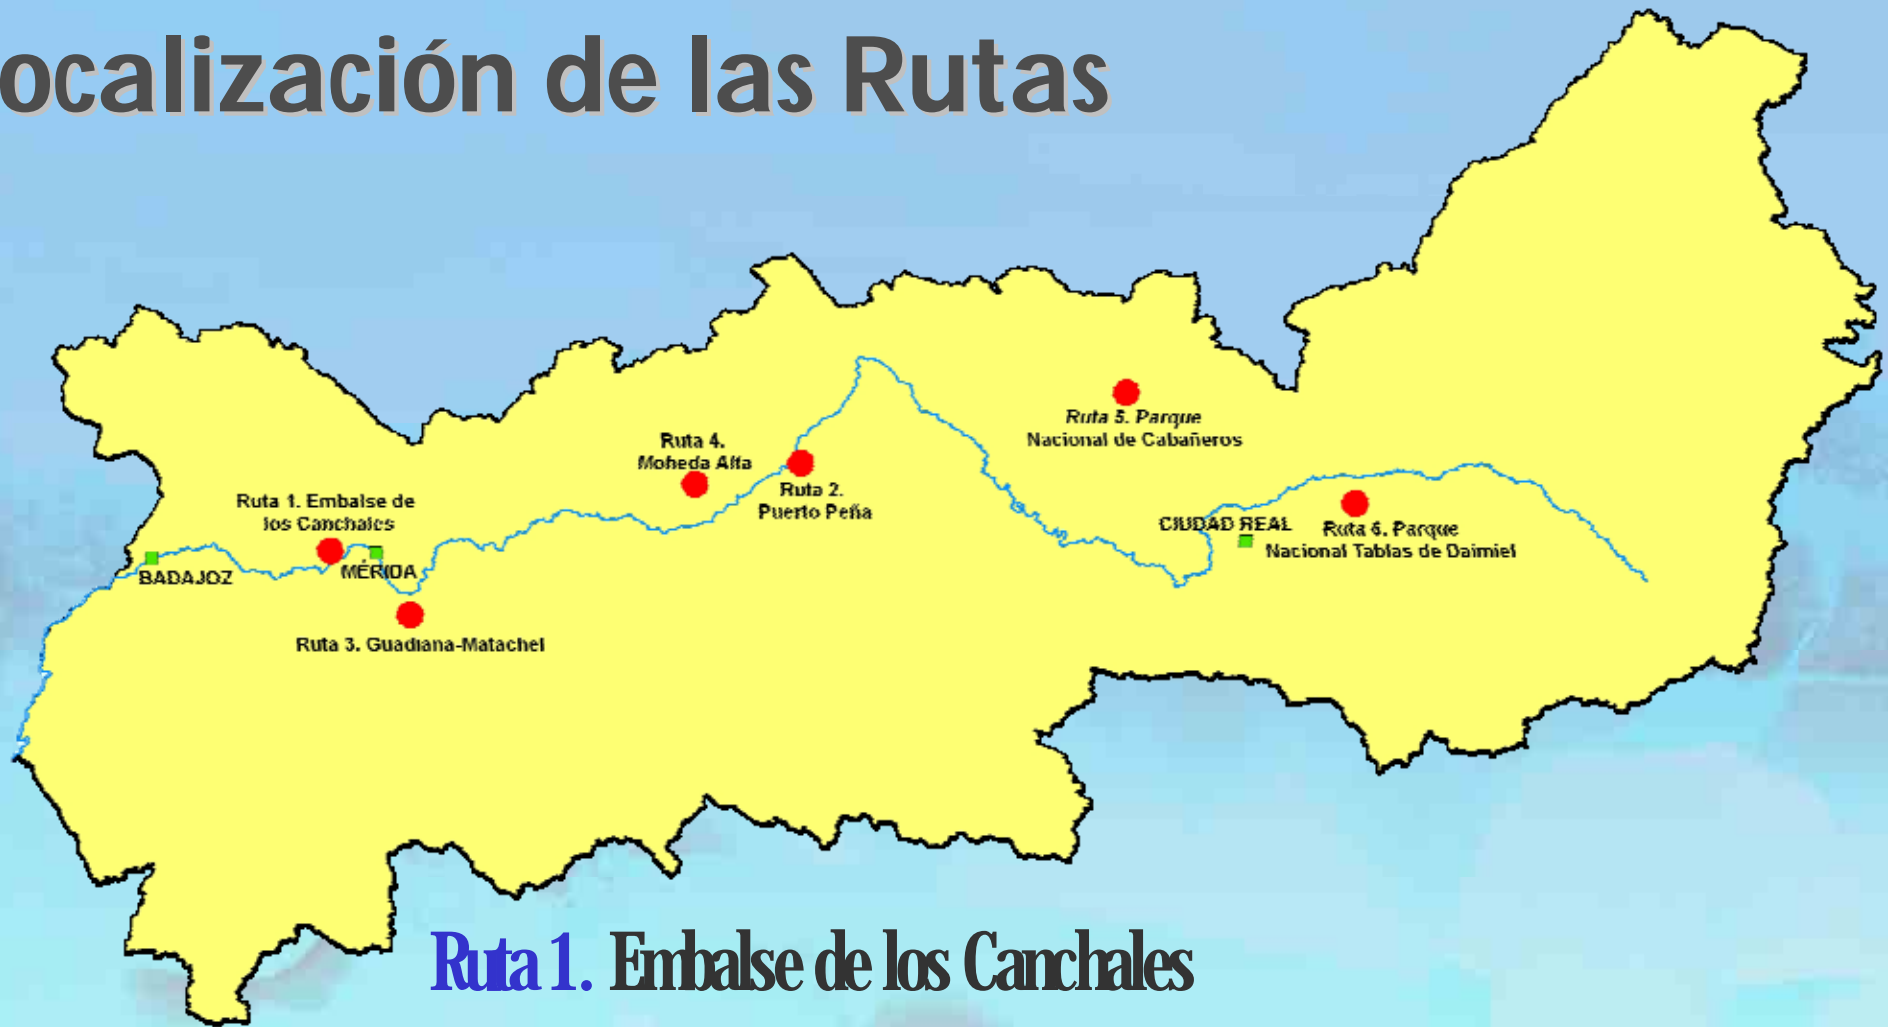 ocalización de las Rutas
Ruta 5. Parque
Nacional de Cabañeros
Ruta 4.
Moheda Alta
Ruta 2.
Puerto Peña
Ruta 1. Embalse de
los Canchales
CIUDAD REAL
Ruta 6. Parque
Nacional Tablas de Daimiel
BADAJOZ
MÉRIDA
Ruta 3. Guadiana-Matachel
Ruta 1. Embalse de los Canchales